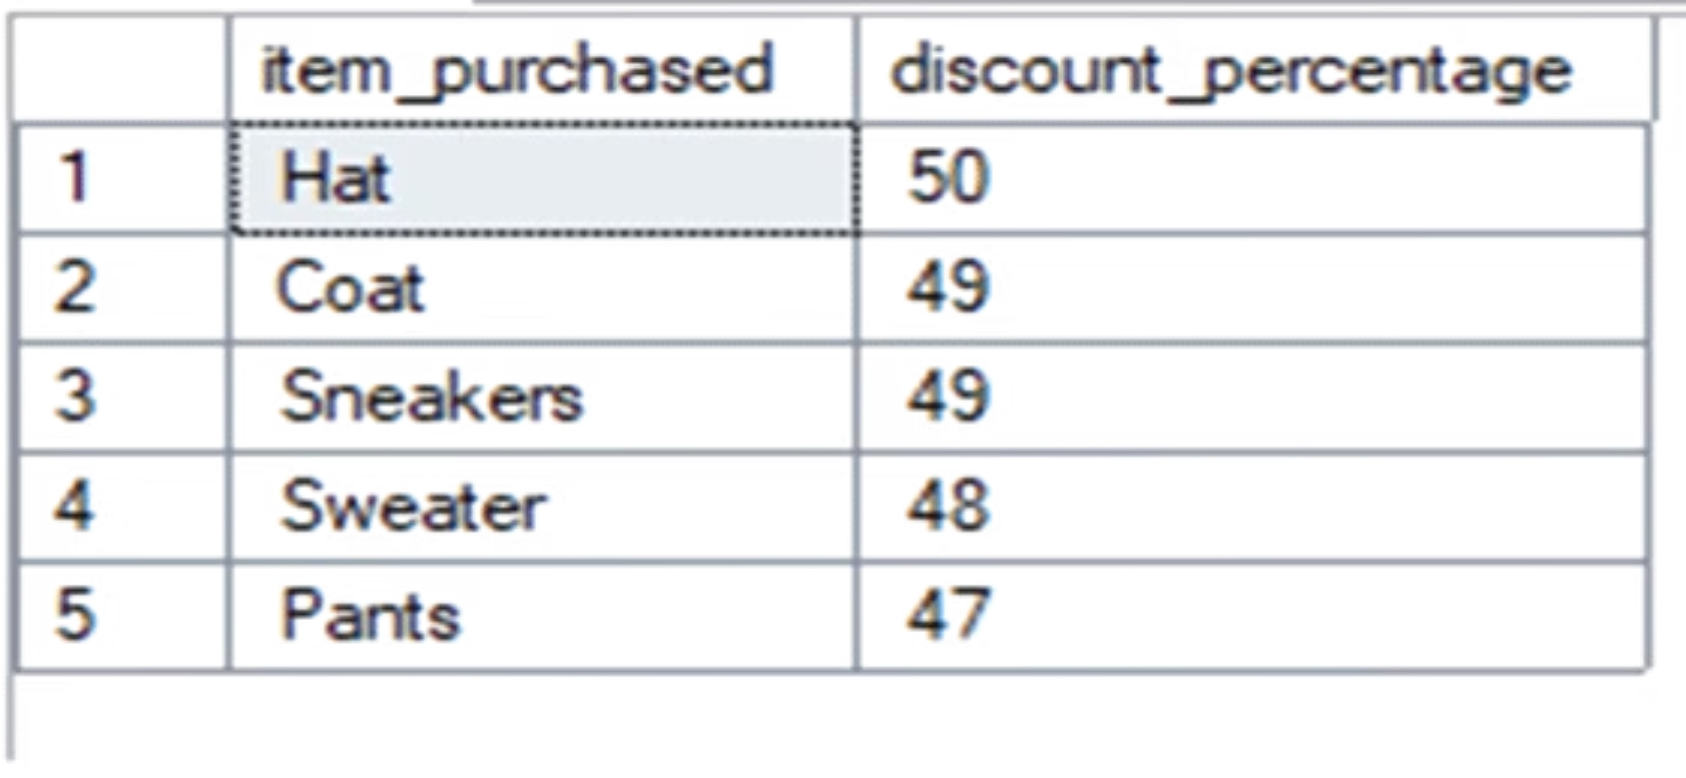 item_purchased discount_percentage
1 Hat 50
2 Coat 49
3 Sneakers 49
4 Sweater 48
5 Pants 47